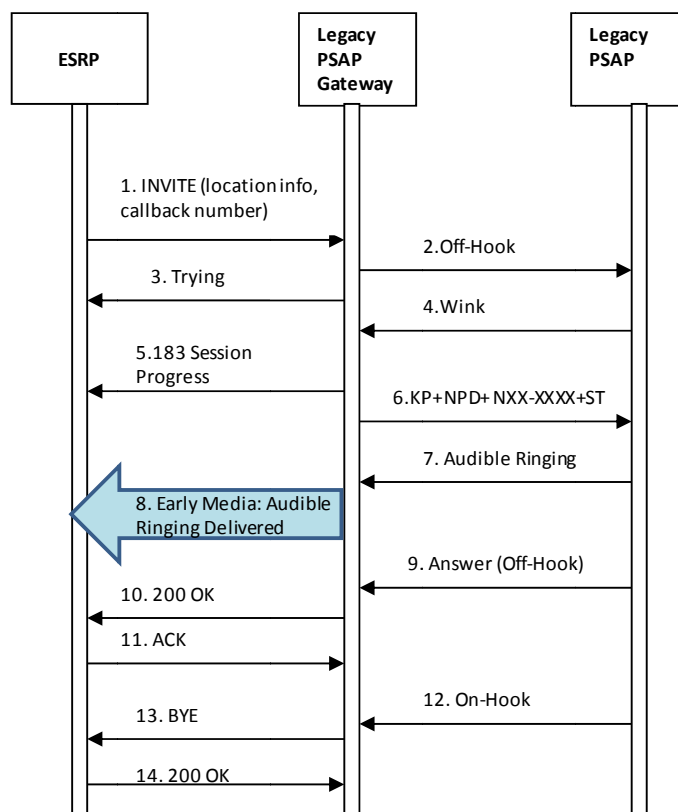 ESRP
Legacy
PSAP
Gateway
Legacy
PSAP
1. INVITE (location info,
callback number)
2.Off-Hook
3. Trying
4.Wink
5.183 Session
Progress
6.KP+NPD+ NXX-XXXX+ST
7. Audible Ringing
8. Early Media: Audible
Ringing Delivered
9. Answer (Off-Hook)
10. 200 OK
11. ACK
12. On-Hook
13. BYE
14. 200 OK